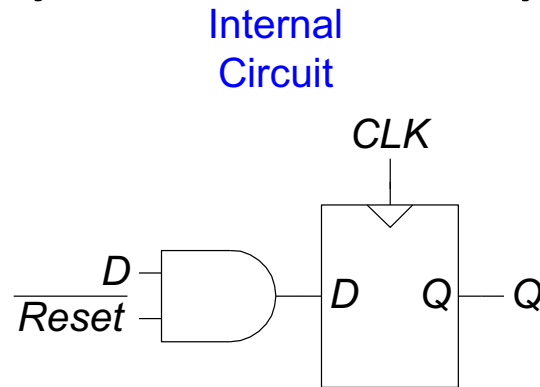 Internal
Circuit
CLK
D
D Q Q
Reset